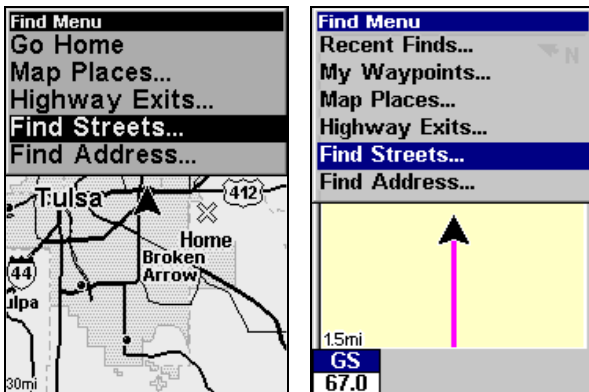 Find Menu
Go Home
Map Places...
Highway Exits...
Find Streets...
Find Address...
Tulsa
412
Home
Broken
Arrow
44
ulpa
30mi
Find Menu
Recent Finds...
N
My Waypoints...
Map Places...
Highway Exits...
Find Streets...
Find Address...
1.5mi
GS
67.0